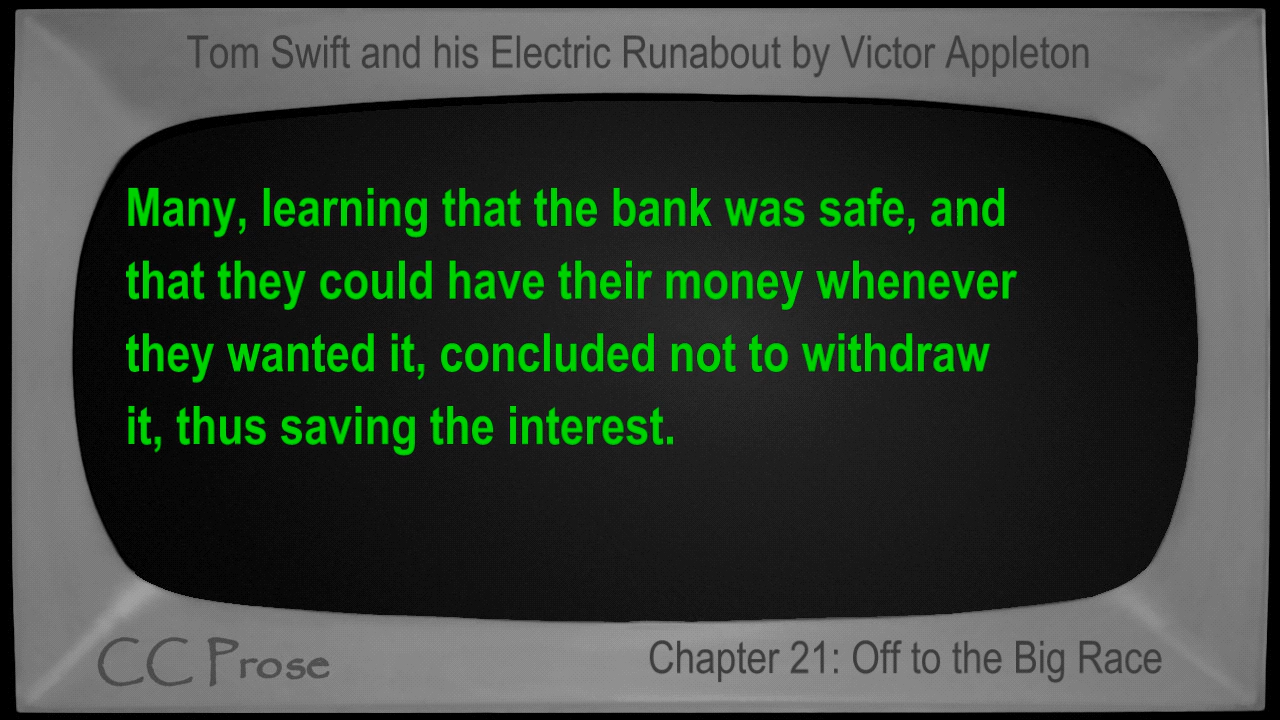 Tom Swift and his Electric Runabout by Victor Appleton
Many, learning that the bank was safe, and
that they could have their money whenever
they wanted it, concluded not to withdraw
it, thus saving the interest.
CC Prose
Chapter 21: Off to the Big Race